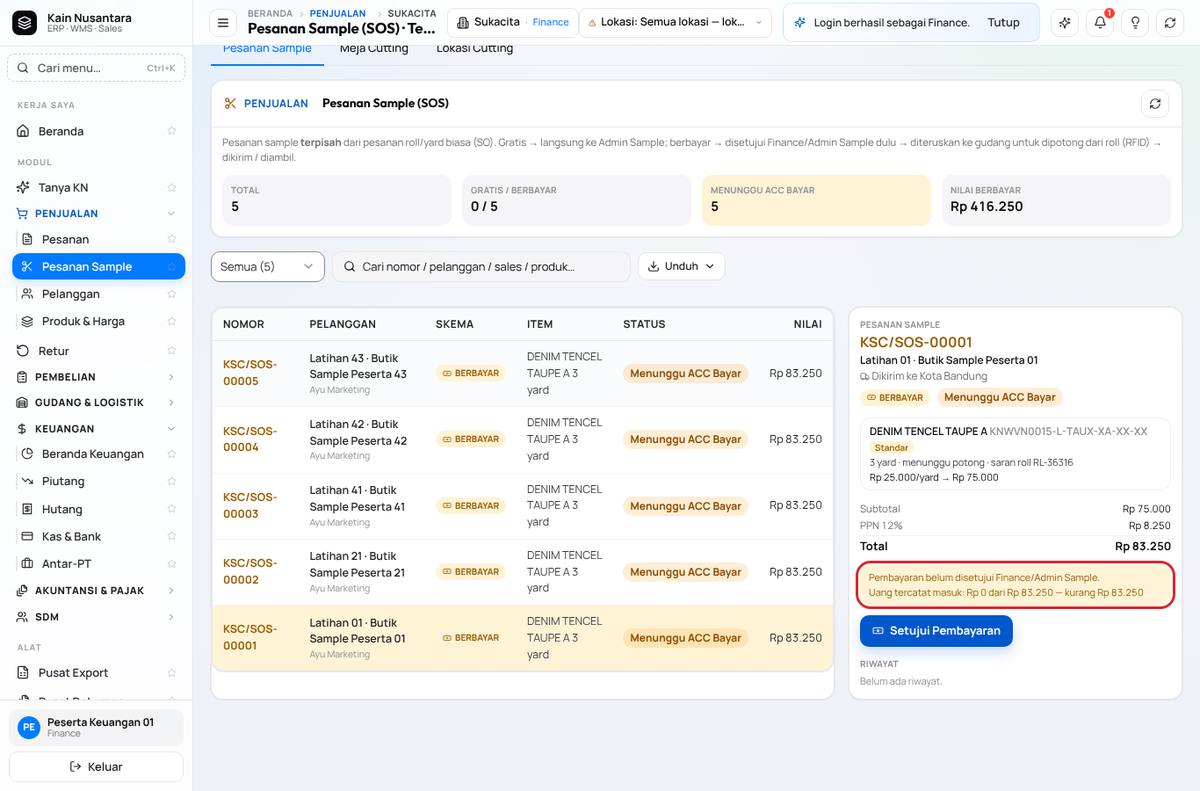 Kain Nusantara
ERP · WMS · Sales
Cari menu... Ctrl+K
KERJA SAYA
Beranda
MODUL
Tanya KN
PENJUALAN
Pesanan
Pesanan Sample
Pelanggan
Produk & Harga
Retur
PEMBELIAN
GUDANG & LOGISTIK
KEUANGAN
Beranda Keuangan
Piutang
Hutang
Kas & Bank
Antar-PT
AKUNTANSI & PAJAK
SDM
ALAT
Pusat Export
PE Peserta Keuangan 01
Finance
Keluar
BERANDA › PENJUALAN › SUKACITA
Pesanan Sample (SOS) · Te...
Sukacita · Finance
Lokasi: Semua lokasi — lok...
Login berhasil sebagai Finance. Tutup
1
Pesanan Sample Meja Cutting Lokasi Cutting
PENJUALAN Pesanan Sample (SOS)
Pesanan sample terpisah dari pesanan roll/yard biasa (SO). Gratis → langsung ke Admin Sample; berbayar → disetujui Finance/Admin Sample dulu → diteruskan ke gudang untuk dipotong dari roll (RFID) →
dikirim / diambil.
TOTAL
5
GRATIS / BERBAYAR
0 / 5
MENUNGGU ACC BAYAR
5
NILAI BERBAYAR
Rp 416.250
Semua (5)
Cari nomor / pelanggan / sales / produk...
Unduh
NOMOR PELANGGAN SKEMA ITEM STATUS NILAI
KSC/SOS-
00005
Latihan 43 · Butik
Sample Peserta 43
Ayu Marketing
BERBAYAR
DENIM TENCEL
TAUPE A 3
yard
Menunggu ACC Bayar
Rp 83.250
KSC/SOS-
00004
Latihan 42 · Butik
Sample Peserta 42
Ayu Marketing
BERBAYAR
DENIM TENCEL
TAUPE A 3
yard
Menunggu ACC Bayar
Rp 83.250
KSC/SOS-
00003
Latihan 41 · Butik
Sample Peserta 41
Ayu Marketing
BERBAYAR
DENIM TENCEL
TAUPE A 3
yard
Menunggu ACC Bayar
Rp 83.250
KSC/SOS-
00002
Latihan 21 · Butik
Sample Peserta 21
Ayu Marketing
BERBAYAR
DENIM TENCEL
TAUPE A 3
yard
Menunggu ACC Bayar
Rp 83.250
KSC/SOS-
00001
Latihan 01 · Butik
Sample Peserta 01
Ayu Marketing
BERBAYAR
DENIM TENCEL
TAUPE A 3
yard
Menunggu ACC Bayar
Rp 83.250
PESANAN SAMPLE
KSC/SOS-00001
Latihan 01 · Butik Sample Peserta 01
Dikirim ke Kota Bandung
BERBAYAR Menunggu ACC Bayar
DENIM TENCEL TAUPE A KNWVN0015-L-TAUX-XA-XX-XX
Standar
3 yard · menunggu potong · saran roll RL-36316
Rp 25.000/yard → Rp 75.000
Subtotal Rp 75.000
PPN 12% Rp 8.250
Total Rp 83.250
Pembayaran belum disetujui Finance/Admin Sample.
Uang tercatat masuk: Rp 0 dari Rp 83.250 — kurang Rp 83.250
Setujui Pembayaran
RIWAYAT
Belum ada riwayat.